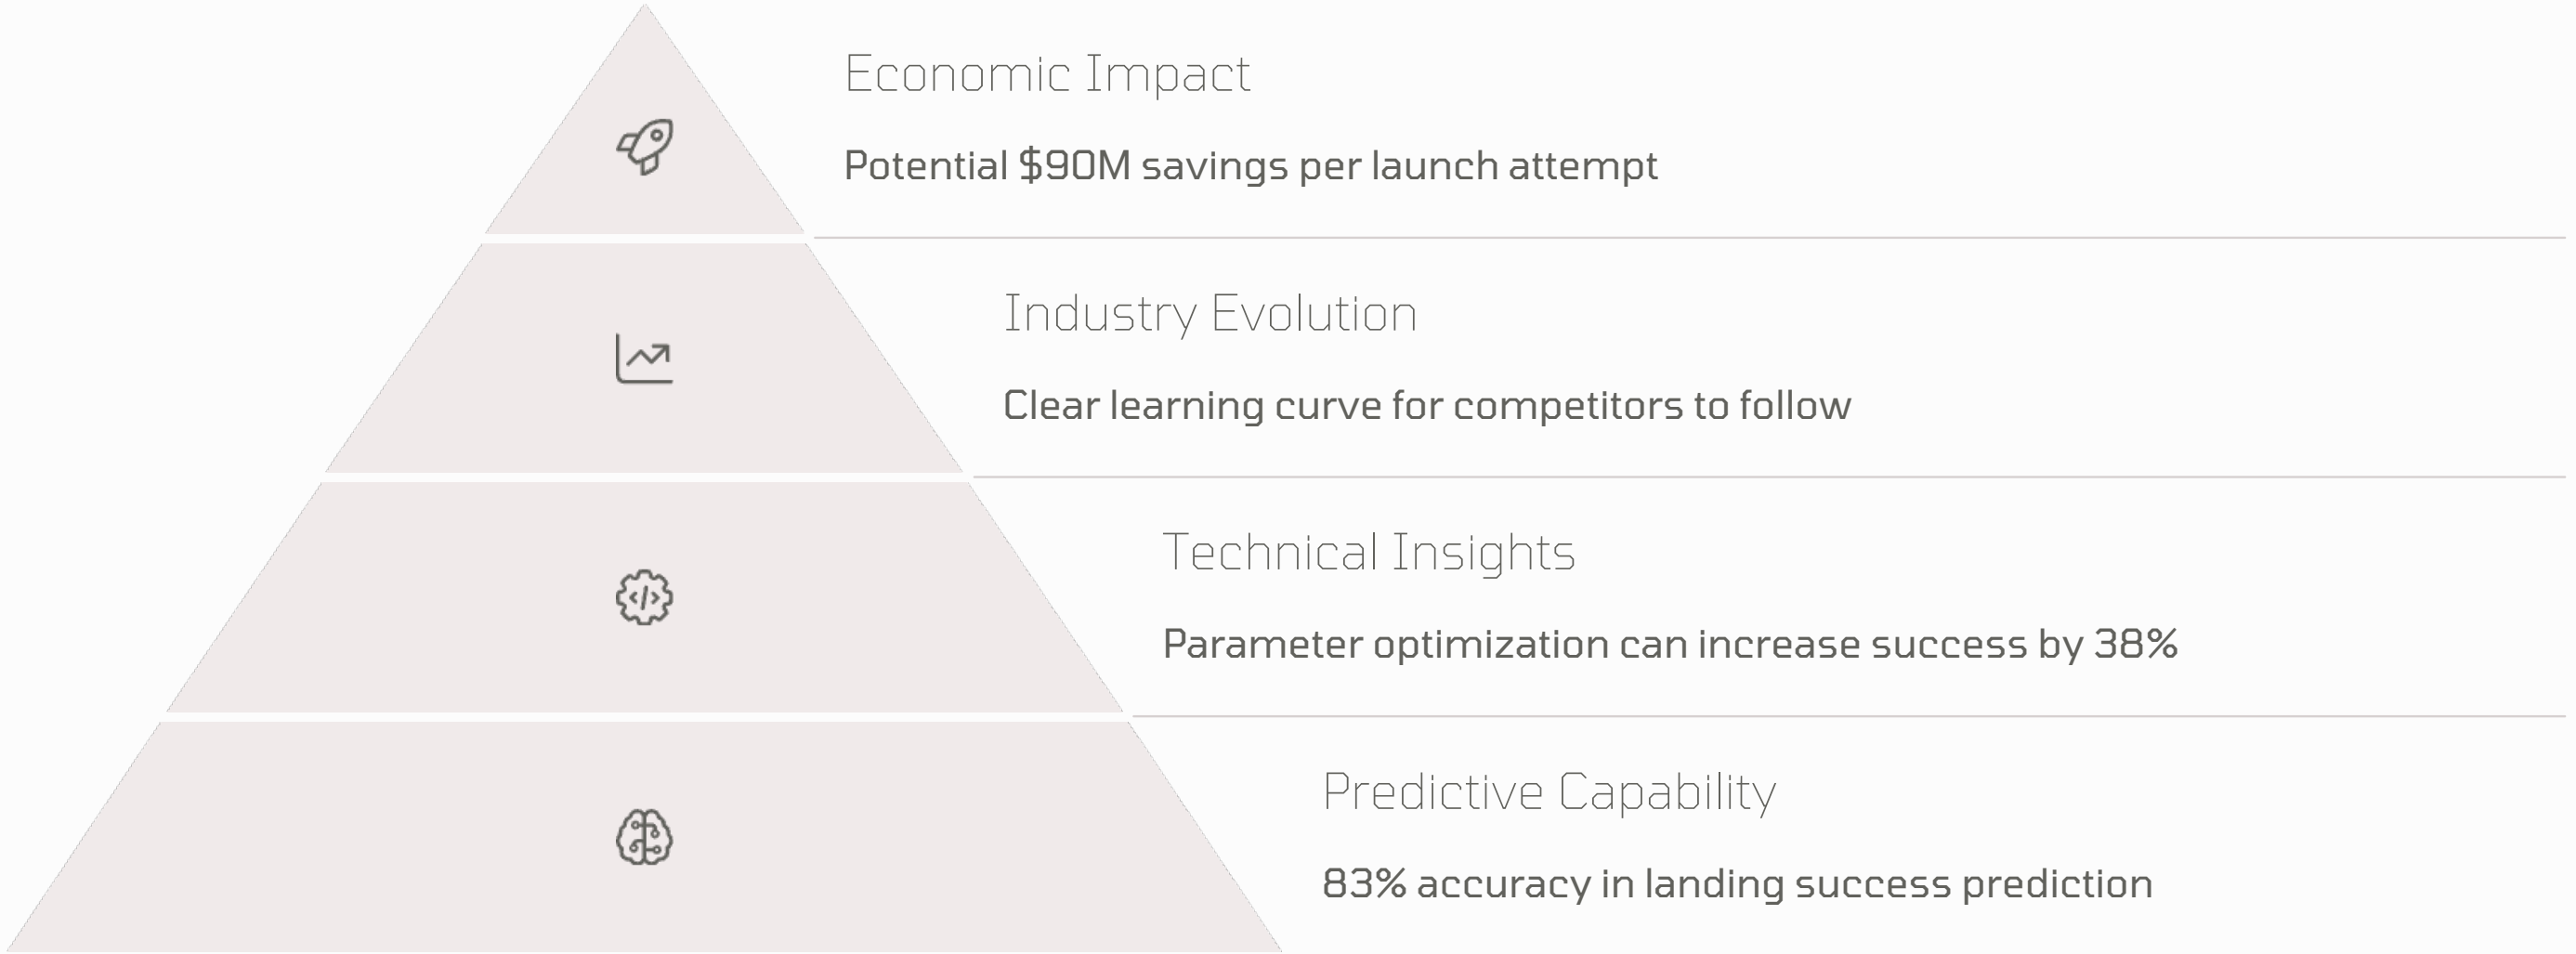 Economic Impact
Potential $90M savings per launch attempt
Industry Evolution
Clear learning curve for competitors to follow
Technical Insights
Parameter optimization can increase success by 38%
Predictive Capability
83% accuracy in landing success prediction